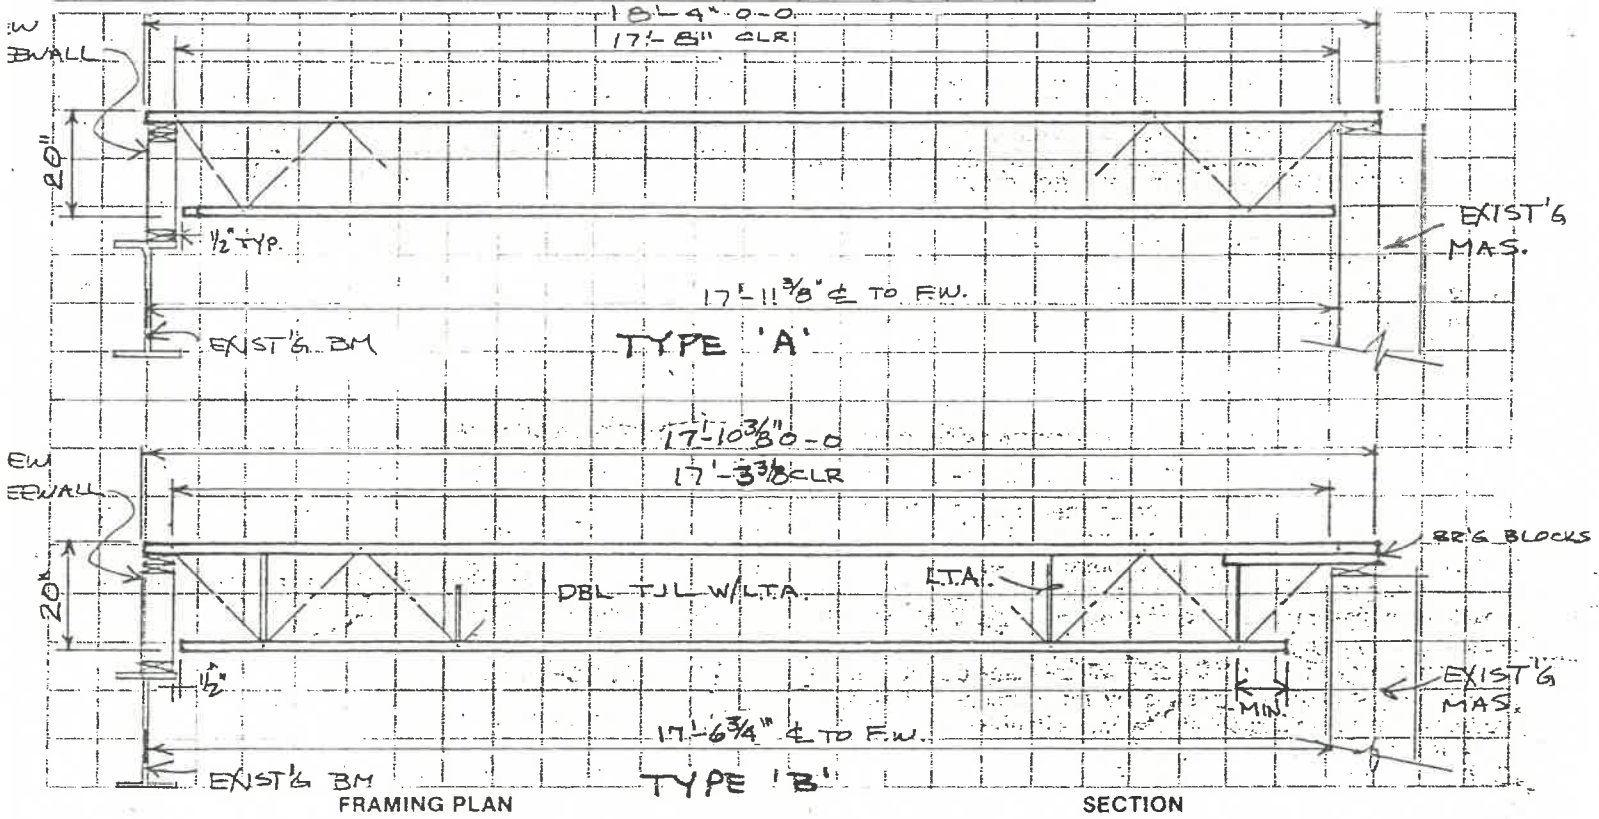 18'-4" O-O
17'-8" CLR
EW
EEWALL
20"
1/2" TYP.
EXIST'G
MAS.
17'-11 3/8" ℄ TO F.W.
EXIST'G BM
TYPE 'A'
17'-10 3/8" O-O
17'-3 3/8 CLR
EW
EEWALL
BR'G BLOCKS
20"
DBL TJL W/L.T.A.
L.T.A.
1/2"
MIN.
EXIST'G
MAS.
17'-6 3/4" ℄ TO F.W.
EXIST'G BM
TYPE 'B'
FRAMING PLAN
SECTION